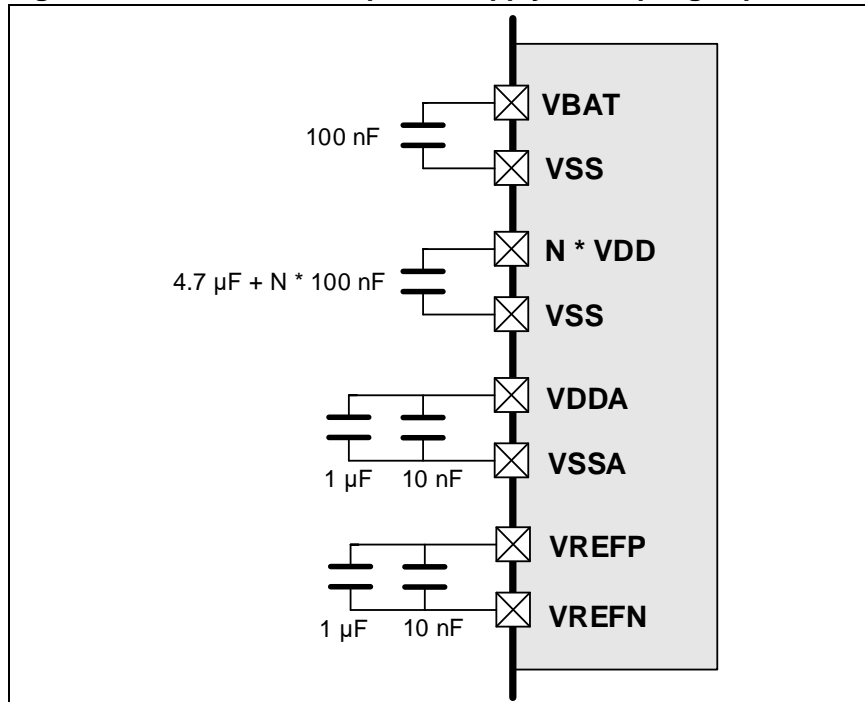 VBAT
100 nF
VSS
N * VDD
4.7 µF + N * 100 nF
VSS
VDDA
1 µF 10 nF
VSSA
VREFP
1 µF 10 nF
VREFN